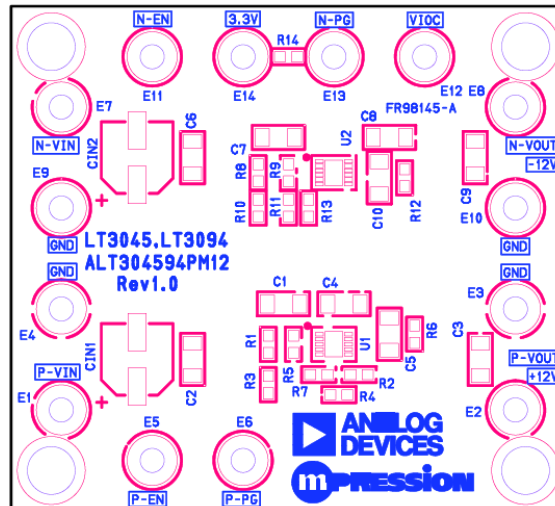 N-EN 3.3V N-PG VIOC
R14
E11 E14 E13 E12 E8
E7 FR98145-A
N-VIN CIN2 C6 C7 U2 C8 N-VOUT
-12V
E9 R8 R9 C9
R10 R11 R13 C10 R12 E10
GND GND
LT3045,LT3094
ALT304594PM12
Rev1.0
GND GND
C1 C4 E3
E4 CIN1 R1 R5 U1 C5 R6 C3
P-VIN P-VOUT
+12V
E1 C2 R3 R7 R2 E2
R4
E5 E6
ANALOG
DEVICES
mPRESSION
P-EN P-PG